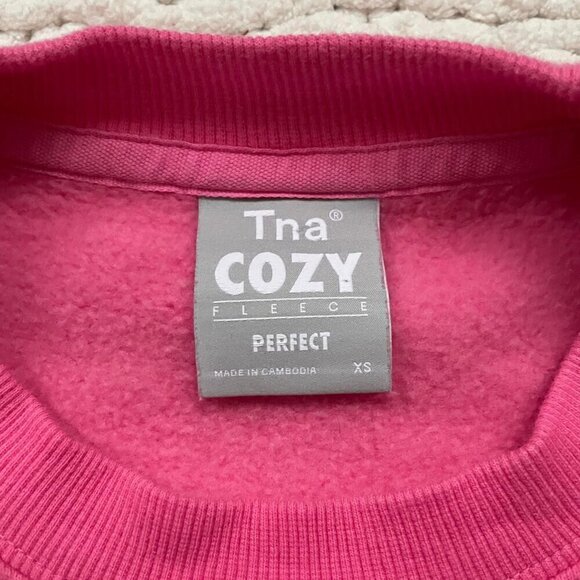 Tna®
COZY
FLEECE
PERFECT
MADE IN CAMBODIA XS